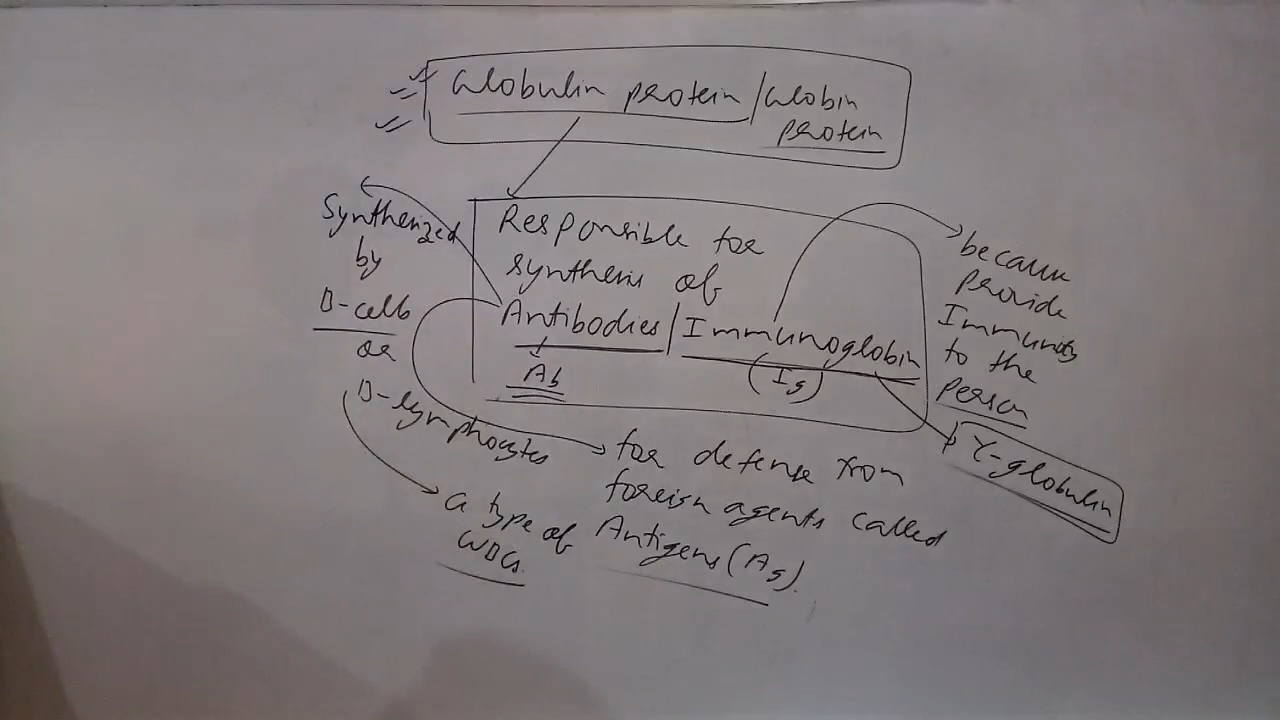 Globulin protein / Globin
protein
Responsible for
synthesis of
Antibodies / Immunoglobin
Ab
(Ig)
Synthesized
by
B-cells
or
B-lymphocytes
a type of
WBCs.
for defense from
foreign agents called
Antigens (Ag).
because
provide
Immunity
to the
person
γ-globulin